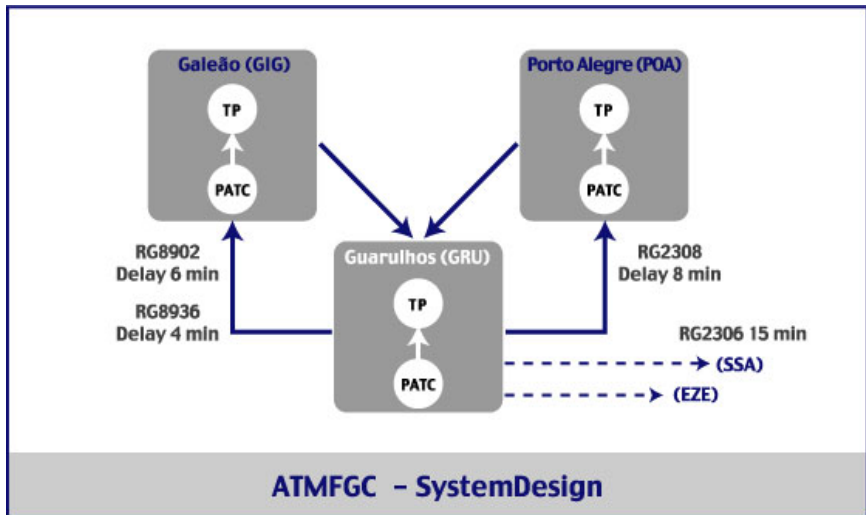 Galeão (GIG)
TP
PATC
Porto Alegre (POA)
TP
PATC
RG8902
Delay 6 min
RG8936
Delay 4 min
Guarulhos (GRU)
TP
PATC
RG2308
Delay 8 min
RG2306 15 min
(SSA)
(EZE)
ATMFGC – SystemDesign